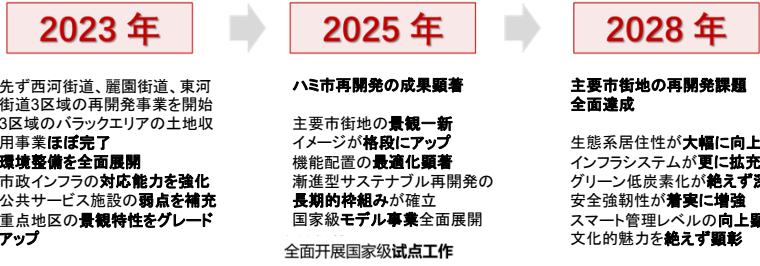 2023 年
先ず西河街道、麗園街道、東河
街道3区域の再開発事業を開始
3区域のバラックエリアの土地収
用事業ほぼ完了
環境整備を全面展開
市政インフラの対応能力を強化
公共サービス施設の弱点を補充
重点地区の景観特性をグレード
アップ
2025 年
ハミ市再開発の成果顕著
主要市街地の景観一新
イメージが格段にアップ
機能配置の最適化顕著
漸進型サステナブル再開発の
長期的枠組みが確立
国家級モデル事業全面展開
全面开展国家级试点工作
2028 年
主要市街地の再開発課題
全面達成
生態系居住性が大幅に向上
インフラシステムが更に拡充
グリーン低炭素化が絶えず
安全強靭性が着実に増強
スマート管理レベルの向上
文化的魅力を絶えず顕彰